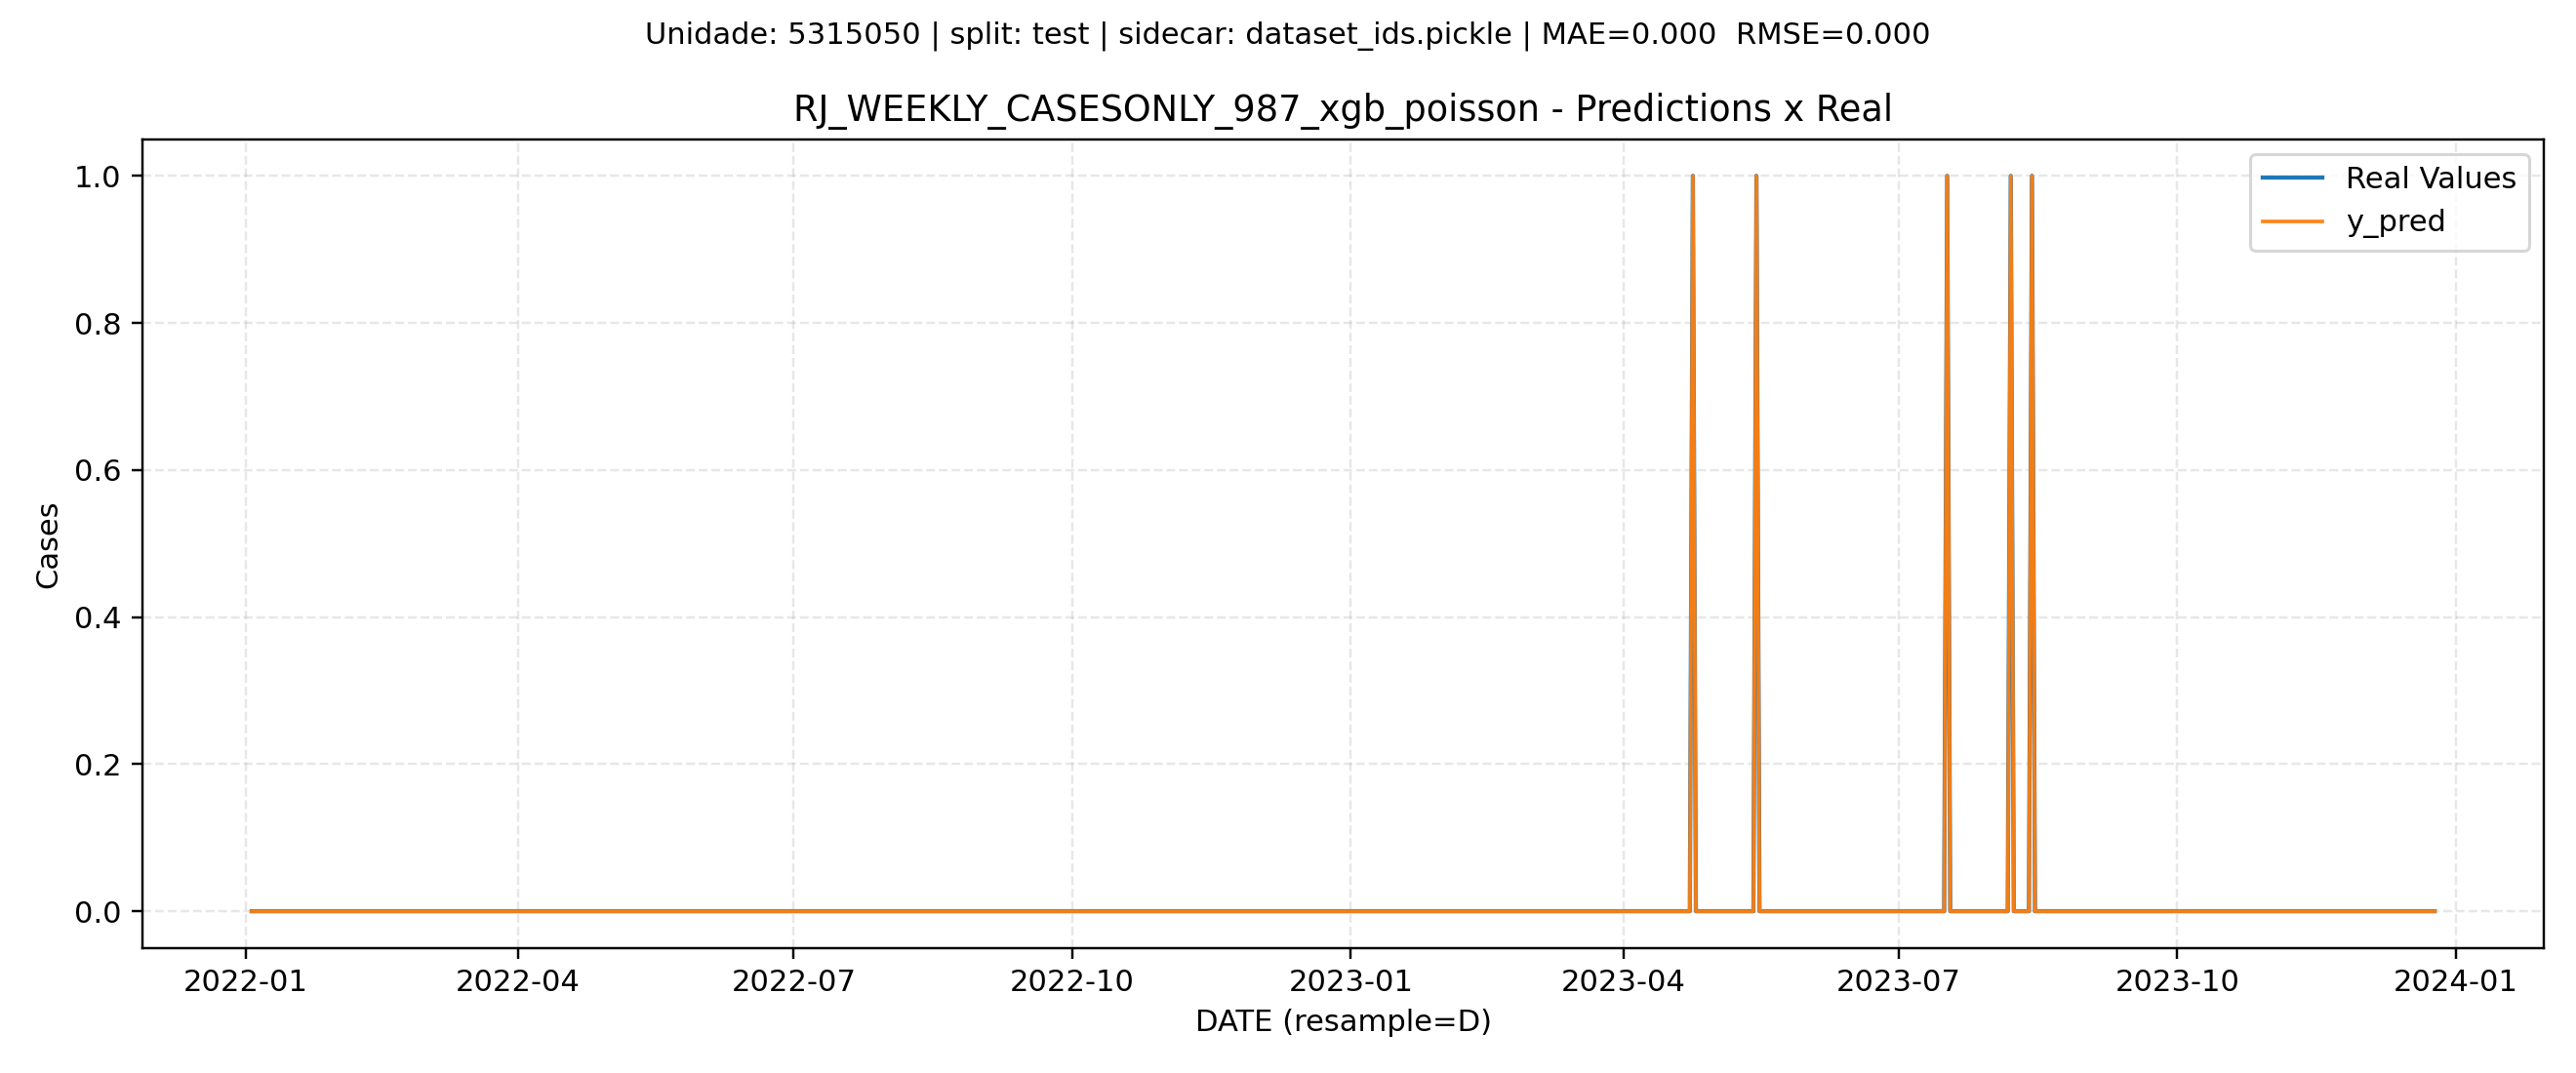 Unidade: 5315050 | split: test | sidecar: dataset_ids.pickle | MAE=0.000  RMSE=0.000
RJ_WEEKLY_CASESONLY_987_xgb_poisson - Predictions x Real
Real Values
y_pred
Cases
1.0
0.8
0.6
0.4
0.2
0.0
2022-01 2022-04 2022-07 2022-10 2023-01 2023-04 2023-07 2023-10 2024-01
DATE (resample=D)